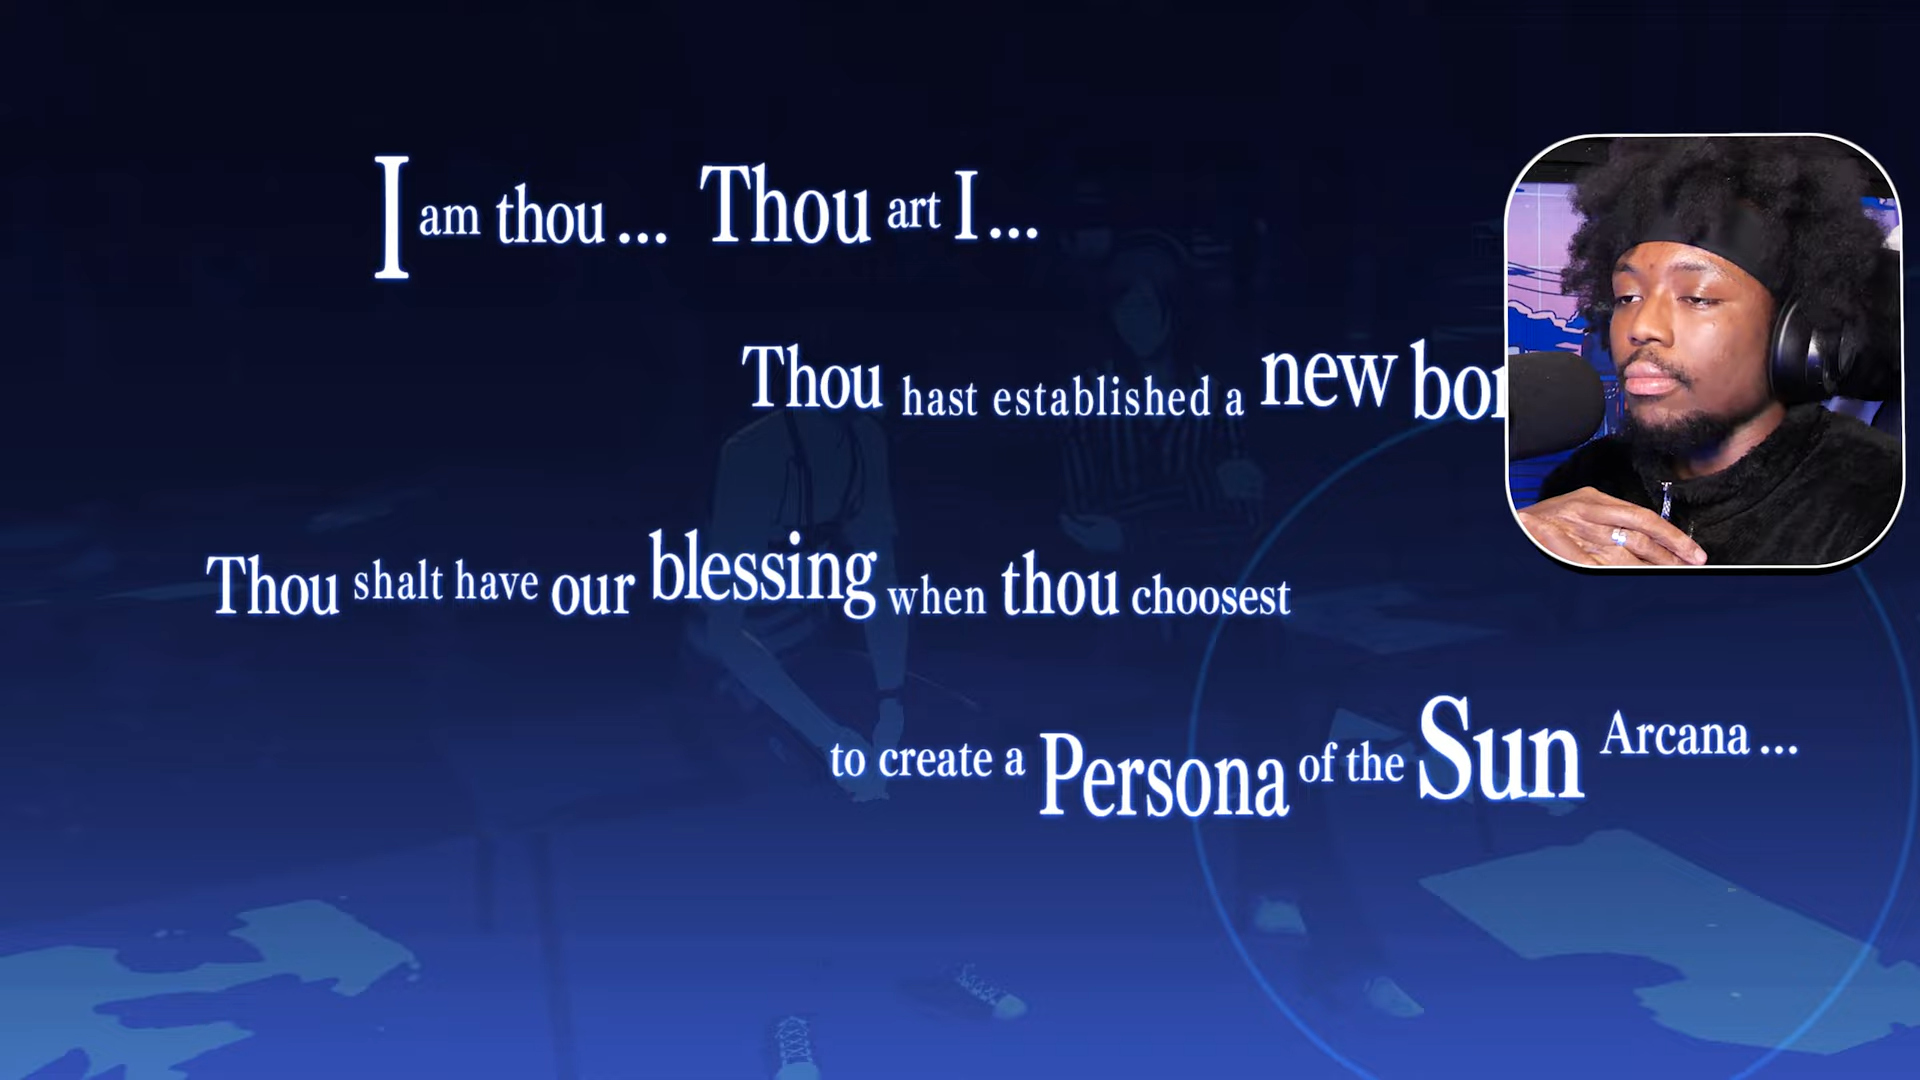 I am thou... Thou art I...
Thou hast established a new
Thou shalt have our blessing when thou choosest
to create a Persona of the Sun Arcana...